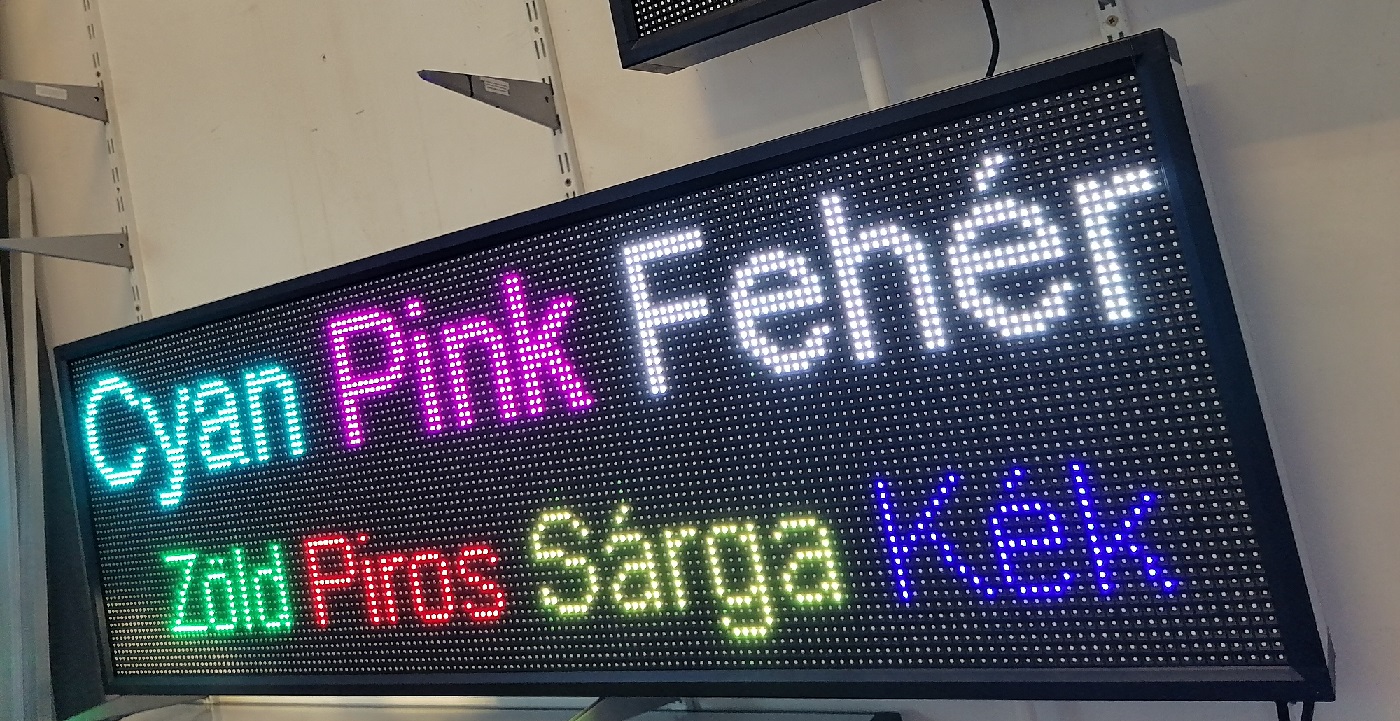 Cyan Pink Fehér
Zöld Piros Sárga Kék